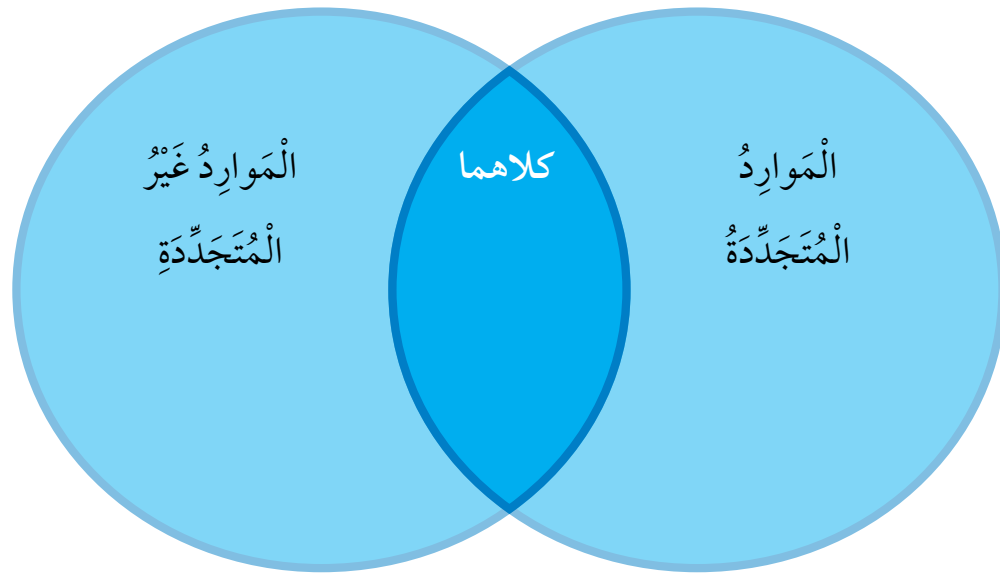 الْمَوارِدُ
الْمُتَجَدِّدَةُ
كلاهما
الْمَوارِدُ غَيْرُ
الْمُتَجَدِّدَةِ